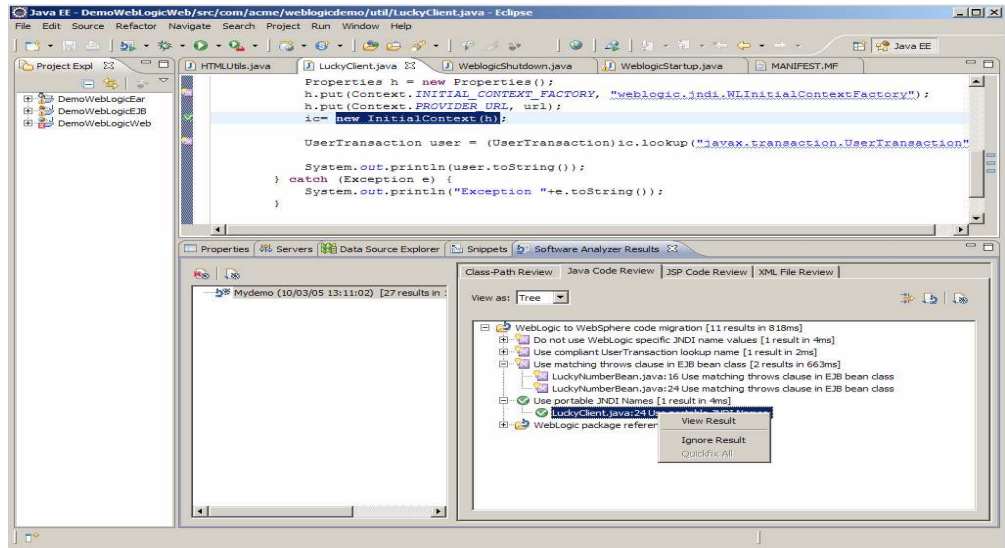 Java EE - DemoWebLogicWeb/src/com/acme/weblogicdemo/util/LuckyClient.java - Eclipse
File Edit Source Refactor Navigate Search Project Run Window Help
Java EE
Project Expl
HTMLUtils.java LuckyClient.java WeblogicShutdown.java WeblogicStartup.java MANIFEST.MF
DemoWebLogicEar
DemoWebLogicEJB
DemoWebLogicWeb
Properties h = new Properties();
h.put(Context.INITIAL_CONTEXT_FACTORY, "weblogic.jndi.WLInitialContextFactory");
h.put(Context.PROVIDER_URL, url);
ic= new InitialContext(h);
UserTransaction user = (UserTransaction)ic.lookup("javax.transaction.UserTransaction"
System.out.println(user.toString());
} catch (Exception e) {
System.out.println("Exception "+e.toString());
}
Properties Servers Data Source Explorer Snippets Software Analyzer Results
Mydemo (10/03/05 13:11:02) [27 results in
Class-Path Review Java Code Review JSP Code Review XML File Review
View as: Tree
WebLogic to WebSphere code migration [11 results in 818ms]
Do not use WebLogic specific JNDI name values [1 result in 4ms]
Use compliant UserTransaction lookup name [1 result in 2ms]
Use matching throws clause in EJB bean class [2 results in 663ms]
LuckyNumberBean.java:16 Use matching throws clause in EJB bean class
LuckyNumberBean.java:24 Use matching throws clause in EJB bean class
Use portable JNDI Names [1 result in 4ms]
LuckyClient.java:24 Use portable JNDI Names
WebLogic package refere
View Result
Ignore Result
Quickfix All